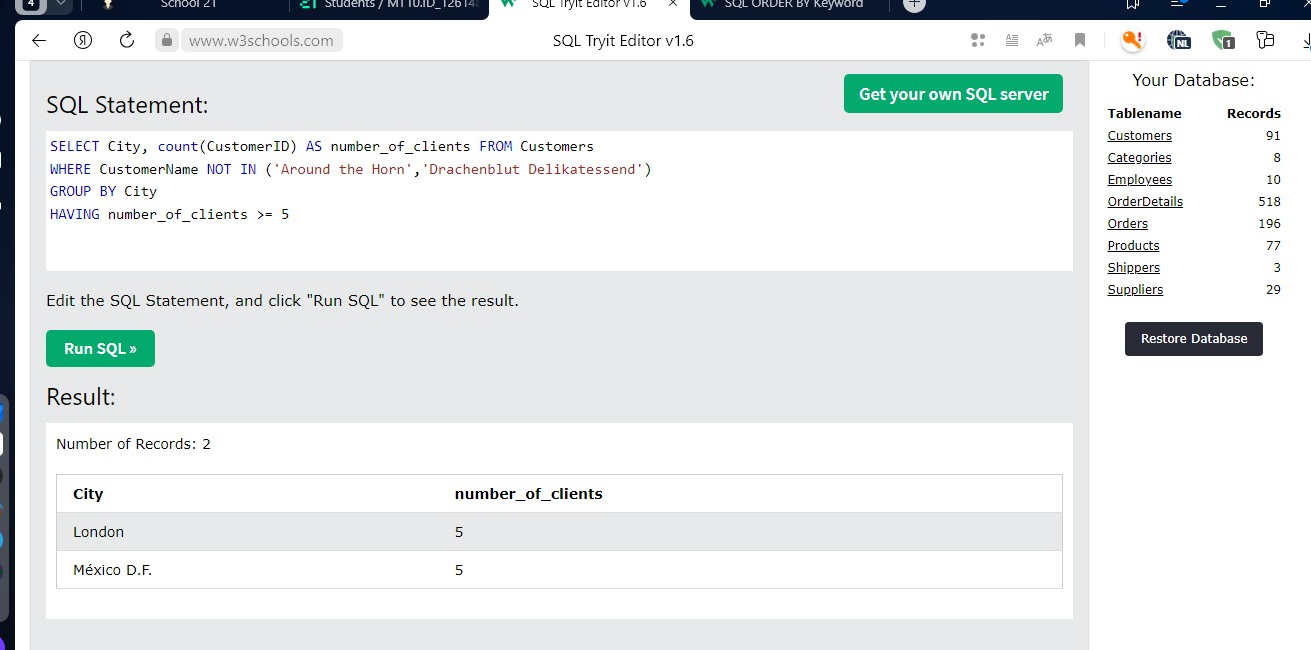 4
School 21
Students / MT10.ID_12614
SQL Tryit Editor v1.6
SQL ORDER BY Keyword
www.w3schools.com
SQL Tryit Editor v1.6
NL
1
SQL Statement:
Get your own SQL server
SELECT City, count(CustomerID) AS number_of_clients FROM Customers
WHERE CustomerName NOT IN ('Around the Horn','Drachenblut Delikatessend')
GROUP BY City
HAVING number_of_clients >= 5
Edit the SQL Statement, and click "Run SQL" to see the result.
Run SQL »
Result:
Number of Records: 2
City number_of_clients
London 5
México D.F. 5
Your Database:
Tablename Records
Customers 91
Categories 8
Employees 10
OrderDetails 518
Orders 196
Products 77
Shippers 3
Suppliers 29
Restore Database